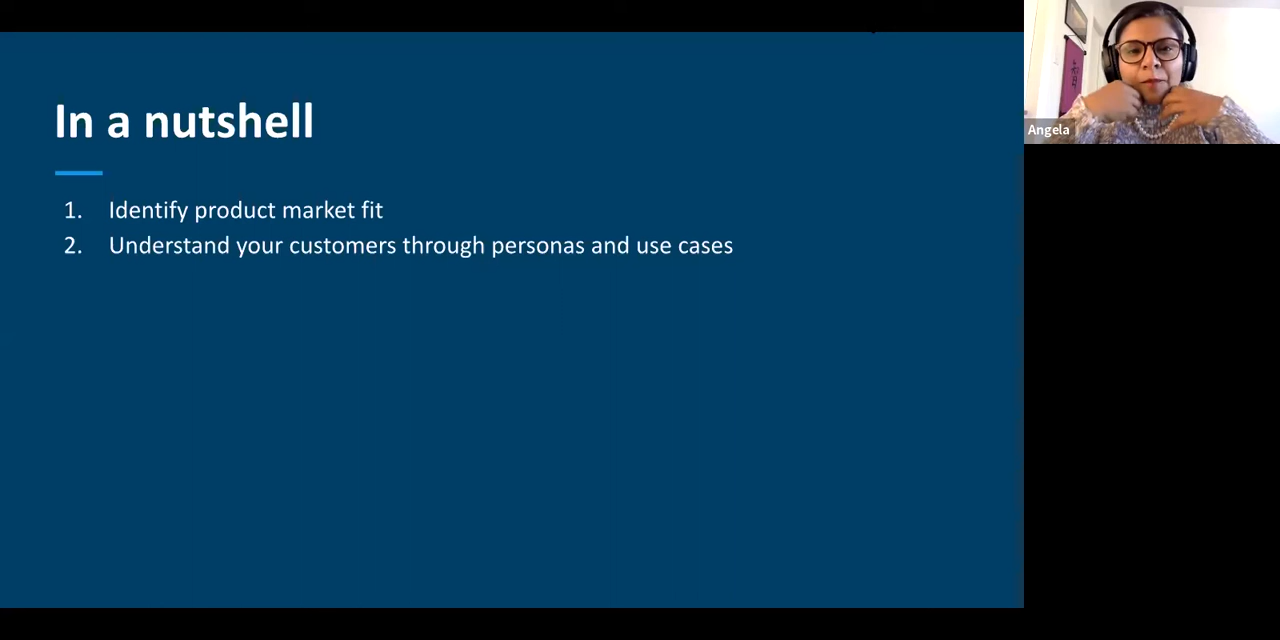 In a nutshell
1. Identify product market fit
2. Understand your customers through personas and use cases
Angela